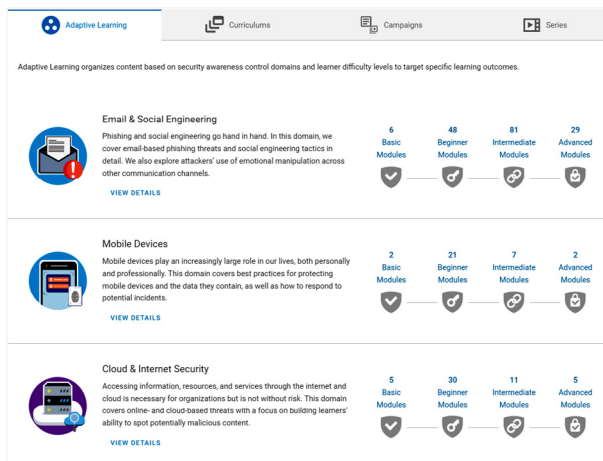 Adaptive Learning
Curriculums
Campaigns
Series
Adaptive Learning organizes content based on security awareness control domains and learner difficulty levels to target specific learning outcomes.
Email & Social Engineering
Phishing and social engineering go hand in hand. In this domain, we
cover email-based phishing threats and social engineering tactics in
detail. We also explore attackers' use of emotional manipulation across
other communication channels.
VIEW DETAILS
6 48 81 29
Basic Beginner Intermediate Advanced
Modules Modules Modules Modules
Mobile Devices
Mobile devices play an increasingly large role in our lives, both personally
and professionally. This domain covers best practices for protecting
mobile devices and the data they contain, as well as how to respond to
potential incidents.
VIEW DETAILS
2 21 7 2
Basic Beginner Intermediate Advanced
Modules Modules Modules Modules
Cloud & Internet Security
Accessing information, resources, and services through the internet and
cloud is necessary for organizations but is not without risk. This domain
covers online- and cloud-based threats with a focus on building learners'
ability to spot potentially malicious content.
VIEW DETAILS
5 30 11 5
Basic Beginner Intermediate Advanced
Modules Modules Modules Modules